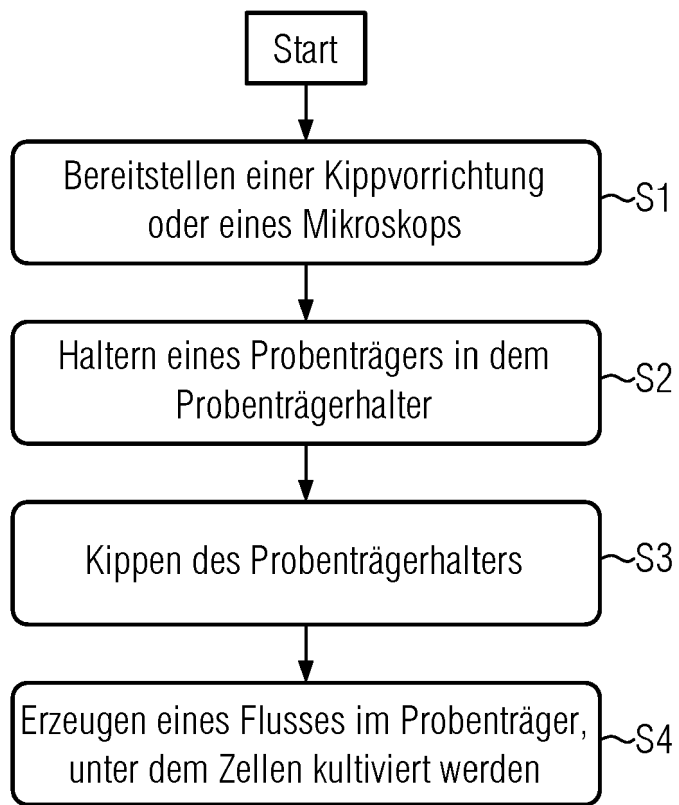 Start
Bereitstellen einer Kippvorrichtung
oder eines Mikroskops
S1
Haltern eines Probenträgers in dem
Probenträgerhalter
S2
Kippen des Probenträgerhalters
S3
Erzeugen eines Flusses im Probenträger,
unter dem Zellen kultiviert werden
S4